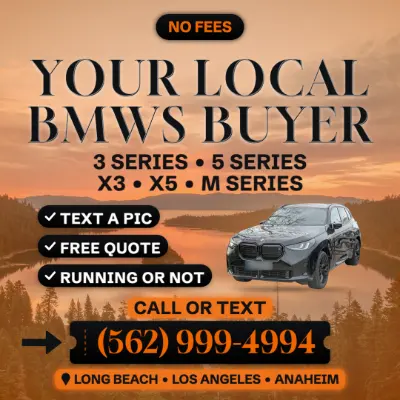 NO FEES
YOUR LOCAL
BMWS BUYER
3 SERIES • 5 SERIES
X3 • X5 • M SERIES
TEXT A PIC
FREE QUOTE
RUNNING OR NOT
CALL OR TEXT
(562) 999-4994
LONG BEACH • LOS ANGELES • ANAHEIM